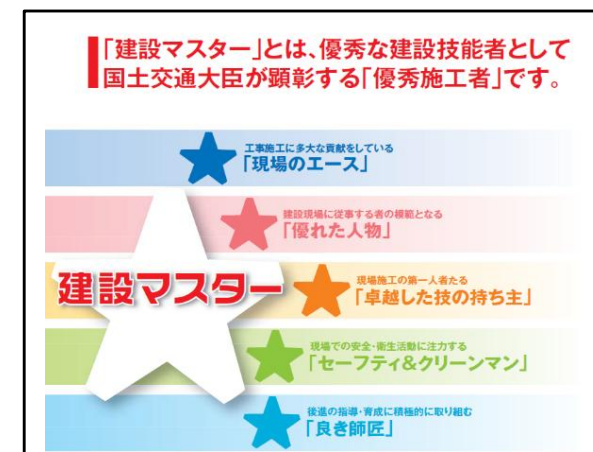 「建設マスター」とは、優秀な建設技能者として
国土交通大臣が顕彰する「優秀施工者」です。
工事施工に多大な貢献をしている
「現場のエース」
建設現場に従事する者の模範となる
「優れた人物」
建設マスター
現場施工の第一人者たる
「卓越した技の持ち主」
現場での安全・衛生活動に注力する
「セーフティ&クリーンマン」
後進の指導・育成に積極的に取り組む
「良き師匠」